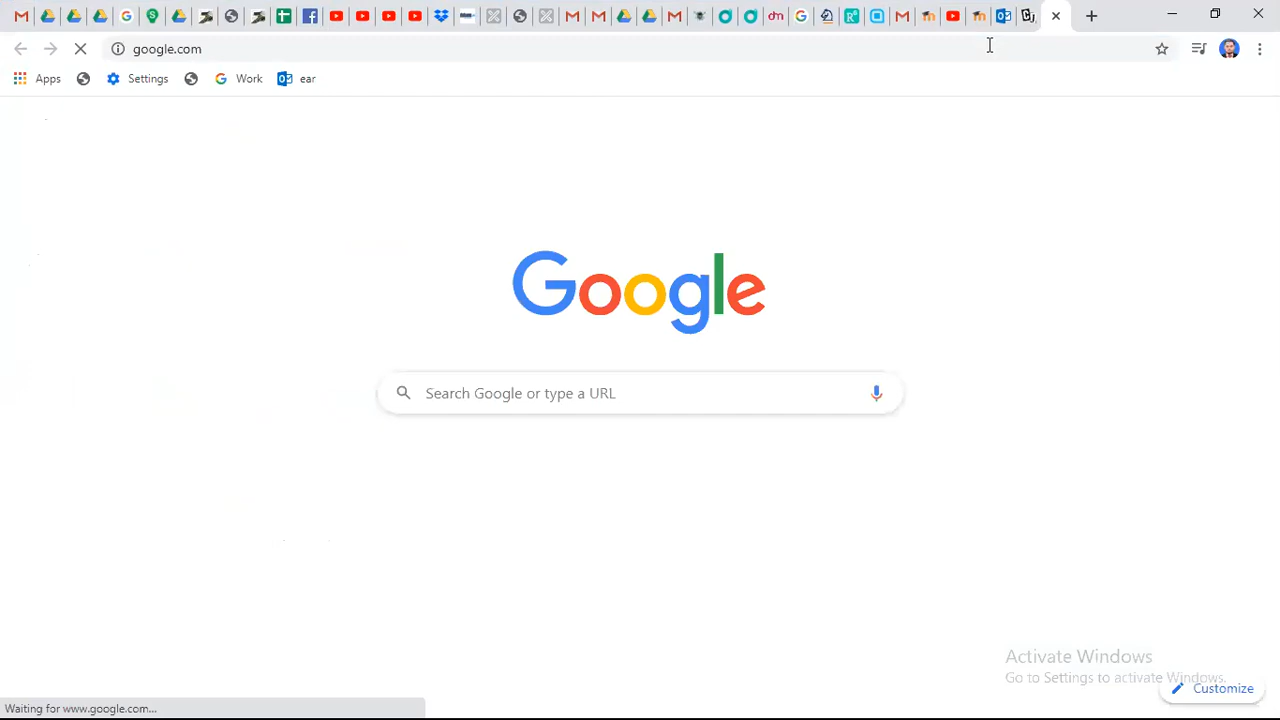 google.com
Apps
Settings
Work
ear
Google
Search Google or type a URL
Activate Windows
Go to Settings to activate Windows.
Customize
Waiting for www.google.com...